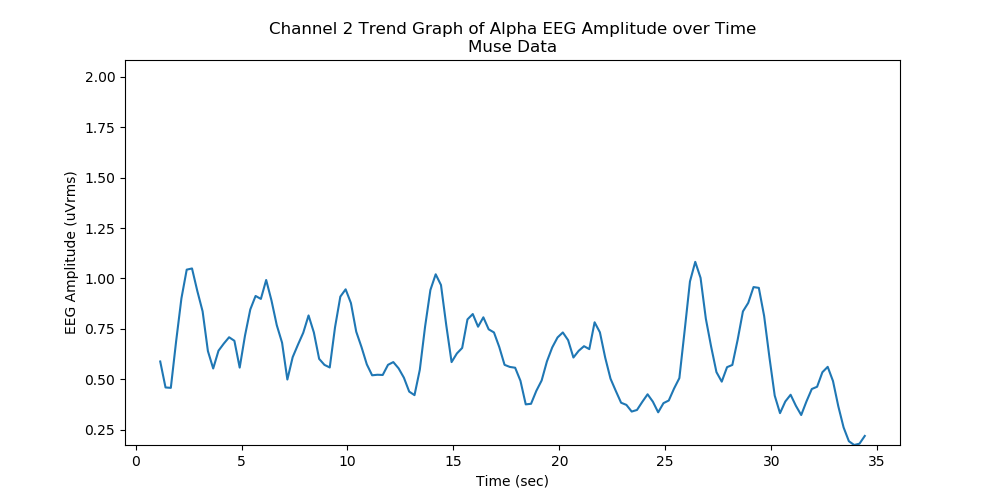 Channel 2 Trend Graph of Alpha EEG Amplitude over Time
Muse Data
EEG Amplitude (uVrms)
2.00
1.75
1.50
1.25
1.00
0.75
0.50
0.25
0 5 10 15 20 25 30 35
Time (sec)